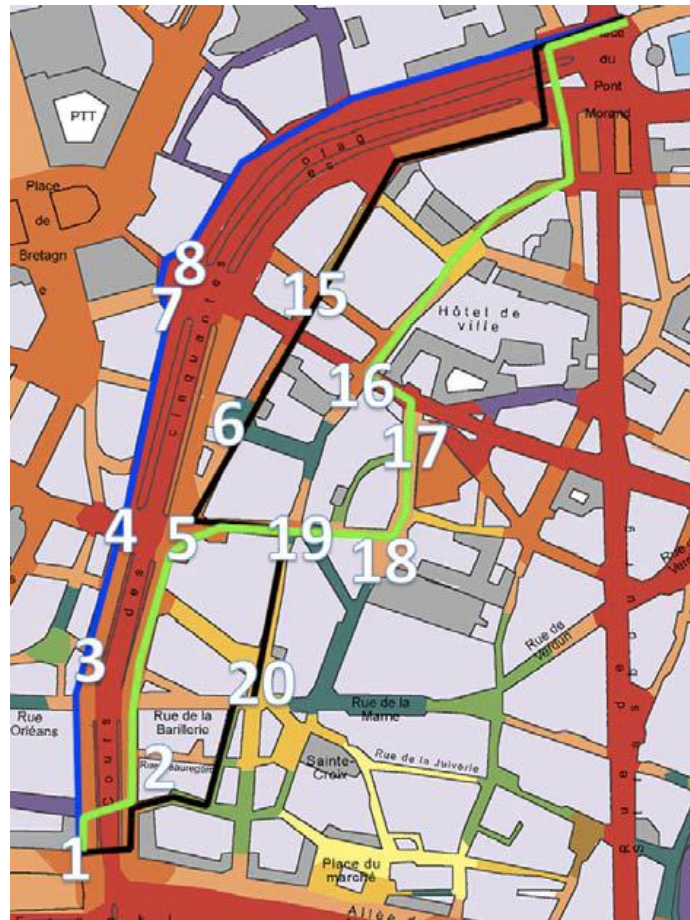 du
Pont
Morand
PTT
otages
Place
de
Bretagn
e
8
7
15
Hôtel de
ville
cinquantes
16
6
17
4
5
19
18
des
Rue de
Verdun
3
20
Rue
Orléans
Rue de la
Barillerie
Rue de la
Marne
2
cours
Rue de la Juiverie
Sainte-
Croix
1
Place du
marché
Allée d